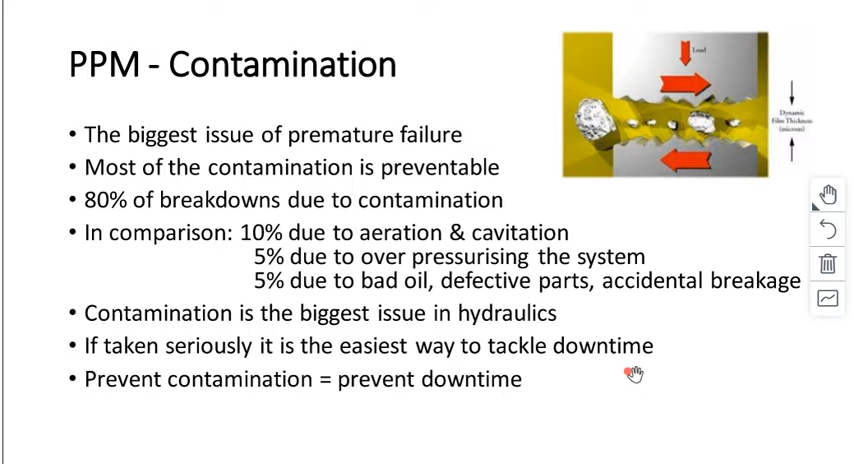 PPM - Contamination
Load
Dynamic
Film Thickness
(microns)
• The biggest issue of premature failure
• Most of the contamination is preventable
• 80% of breakdowns due to contamination
• In comparison: 10% due to aeration & cavitation
5% due to over pressurising the system
5% due to bad oil, defective parts, accidental breakage
• Contamination is the biggest issue in hydraulics
• If taken seriously it is the easiest way to tackle downtime
• Prevent contamination = prevent downtime